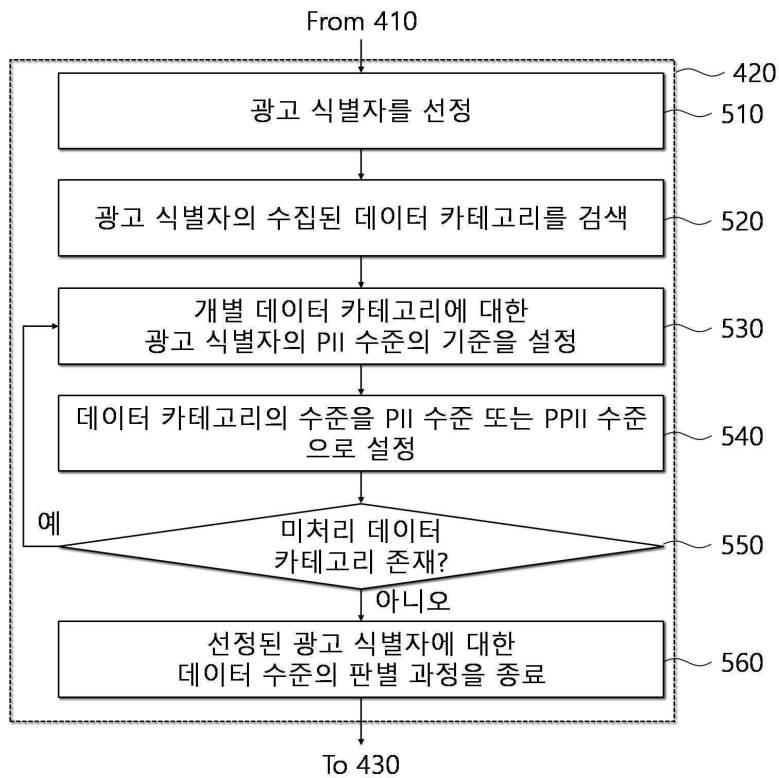 From 410
420
광고 식별자를 선정
510
광고 식별자의 수집된 데이터 카테고리를 검색
520
개별 데이터 카테고리에 대한
광고 식별자의 PII 수준의 기준을 설정
530
데이터 카테고리의 수준을 PII 수준 또는 PPII 수준
으로 설정
540
예
미처리 데이터
카테고리 존재?
550
아니오
선정된 광고 식별자에 대한
데이터 수준의 판별 과정을 종료
560
To 430